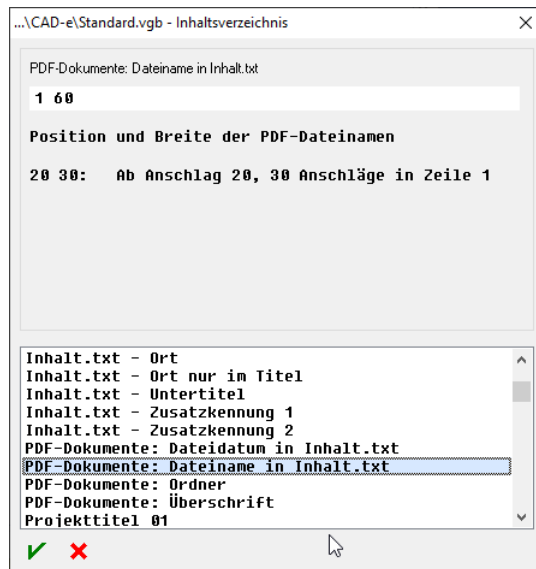 ...\CAD-e\Standard.vgb - Inhaltsverzeichnis
PDF-Dokumente: Dateiname in Inhalt.txt
1 60
Position und Breite der PDF-Dateinamen
20 30: Ab Anschlag 20, 30 Anschläge in Zeile 1
Inhalt.txt - Ort
Inhalt.txt - Ort nur im Titel
Inhalt.txt - Untertitel
Inhalt.txt - Zusatzkennung 1
Inhalt.txt - Zusatzkennung 2
PDF-Dokumente: Dateidatum in Inhalt.txt
PDF-Dokumente: Dateiname in Inhalt.txt
PDF-Dokumente: Ordner
PDF-Dokumente: Überschrift
Projekttitel 01